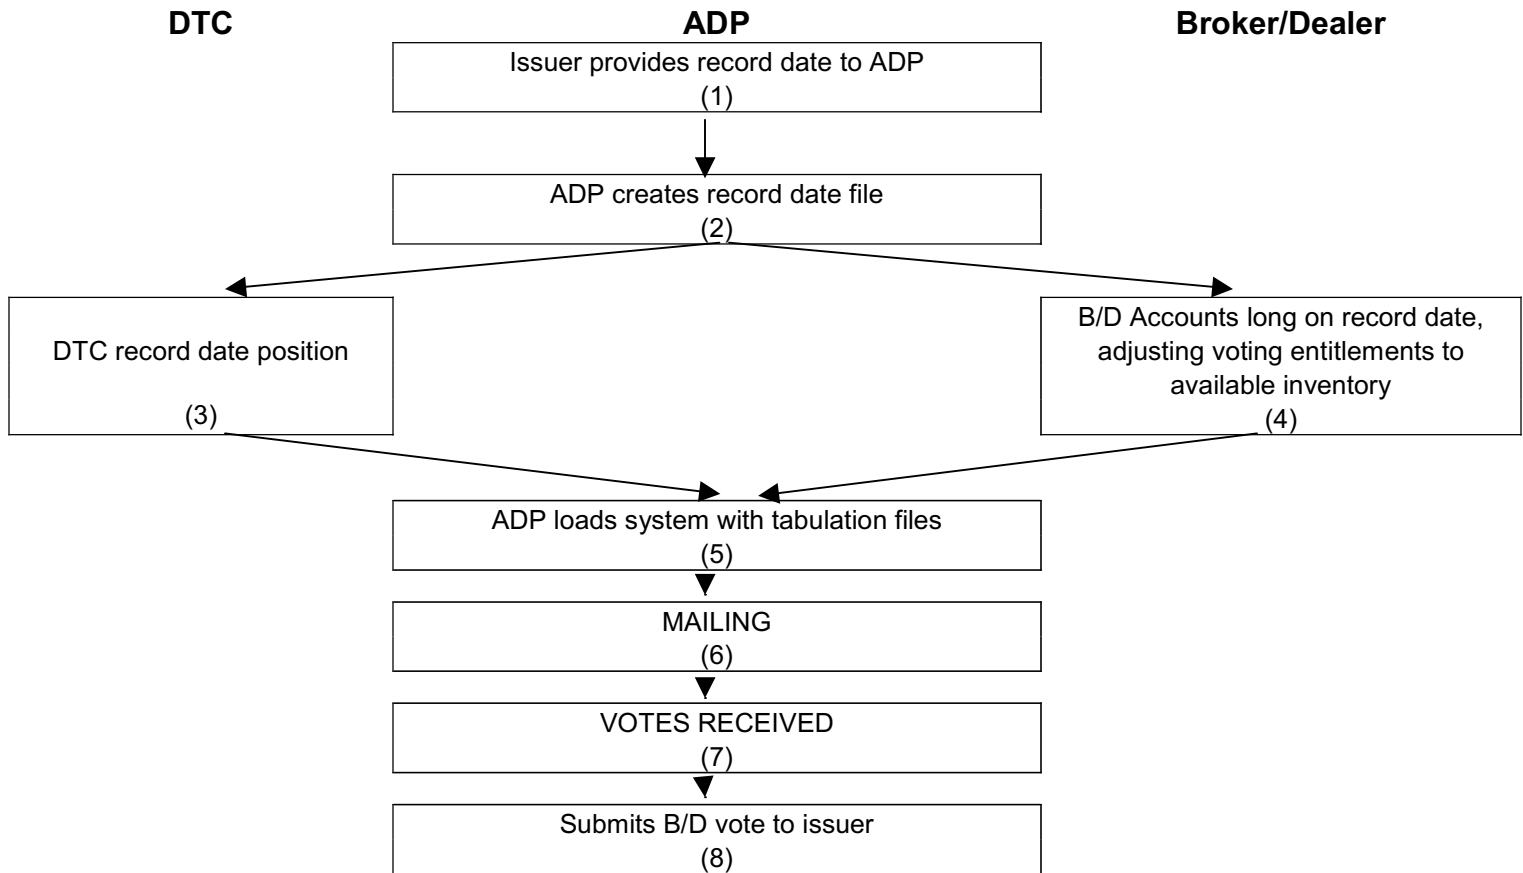 DTC
ADP
Broker/Dealer
Issuer provides record date to ADP
(1)
ADP creates record date file
(2)
DTC record date position
(3)
B/D Accounts long on record date,
adjusting voting entitlements to
available inventory
(4)
ADP loads system with tabulation files
(5)
MAILING
(6)
VOTES RECEIVED
(7)
Submits B/D vote to issuer
(8)